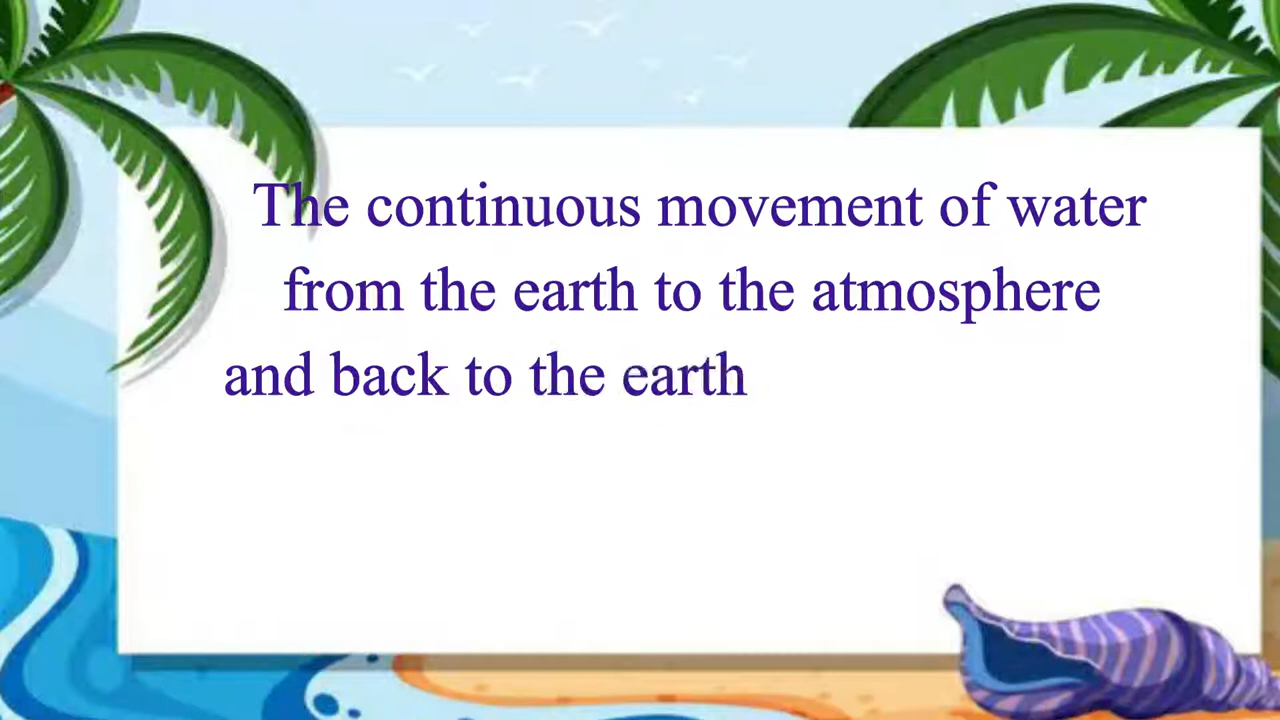 The continuous movement of water
from the earth to the atmosphere
and back to the earth